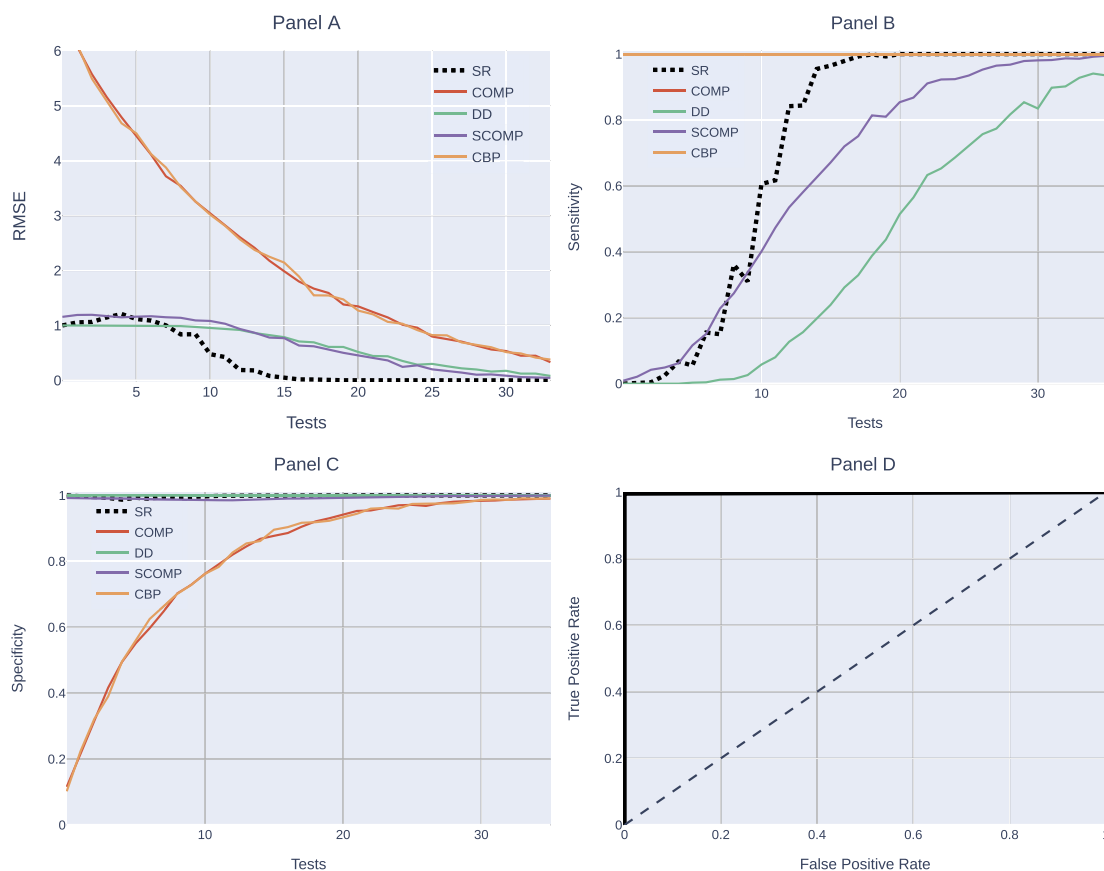 Panel A
6
5
4
3
2
1
0
RMSE
5
10
15
20
25
30
Tests
SR
COMP
DD
SCOMP
CBP
Panel B
1
0.8
0.6
0.4
0.2
0
Sensitivity
10
20
30
Tests
SR
COMP
DD
SCOMP
CBP
Panel C
1
0.8
0.6
0.4
0.2
0
Specificity
10
20
30
Tests
SR
COMP
DD
SCOMP
CBP
Panel D
1
0.8
0.6
0.4
0.2
0
True Positive Rate
0
0.2
0.4
0.6
0.8
False Positive Rate